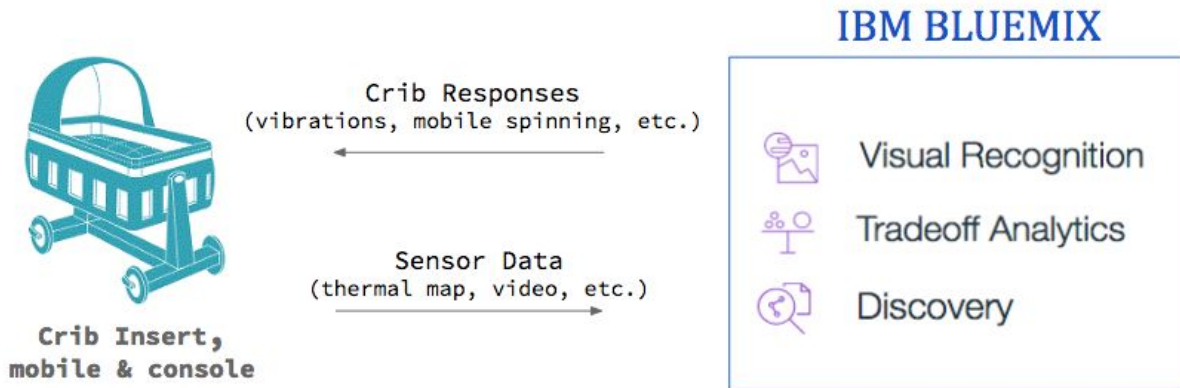 IBM BLUEMIX
Crib Responses
(vibrations, mobile spinning, etc.)
Visual Recognition
Tradeoff Analytics
Sensor Data
(thermal map, video, etc.)
Discovery
Crib Insert,
mobile & console